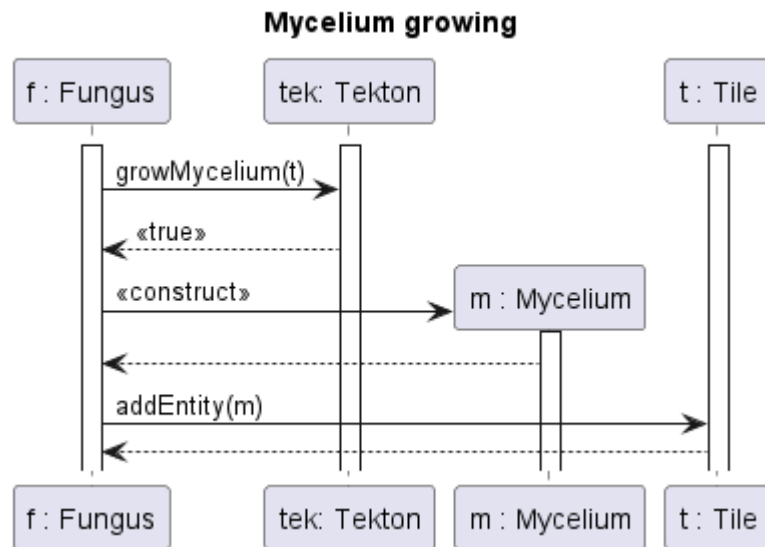 Mycelium growing
f : Fungus
tek: Tekton
t : Tile
growMycelium(t)
«true»
«construct»
m : Mycelium
addEntity(m)
f : Fungus
tek: Tekton
m : Mycelium
t : Tile